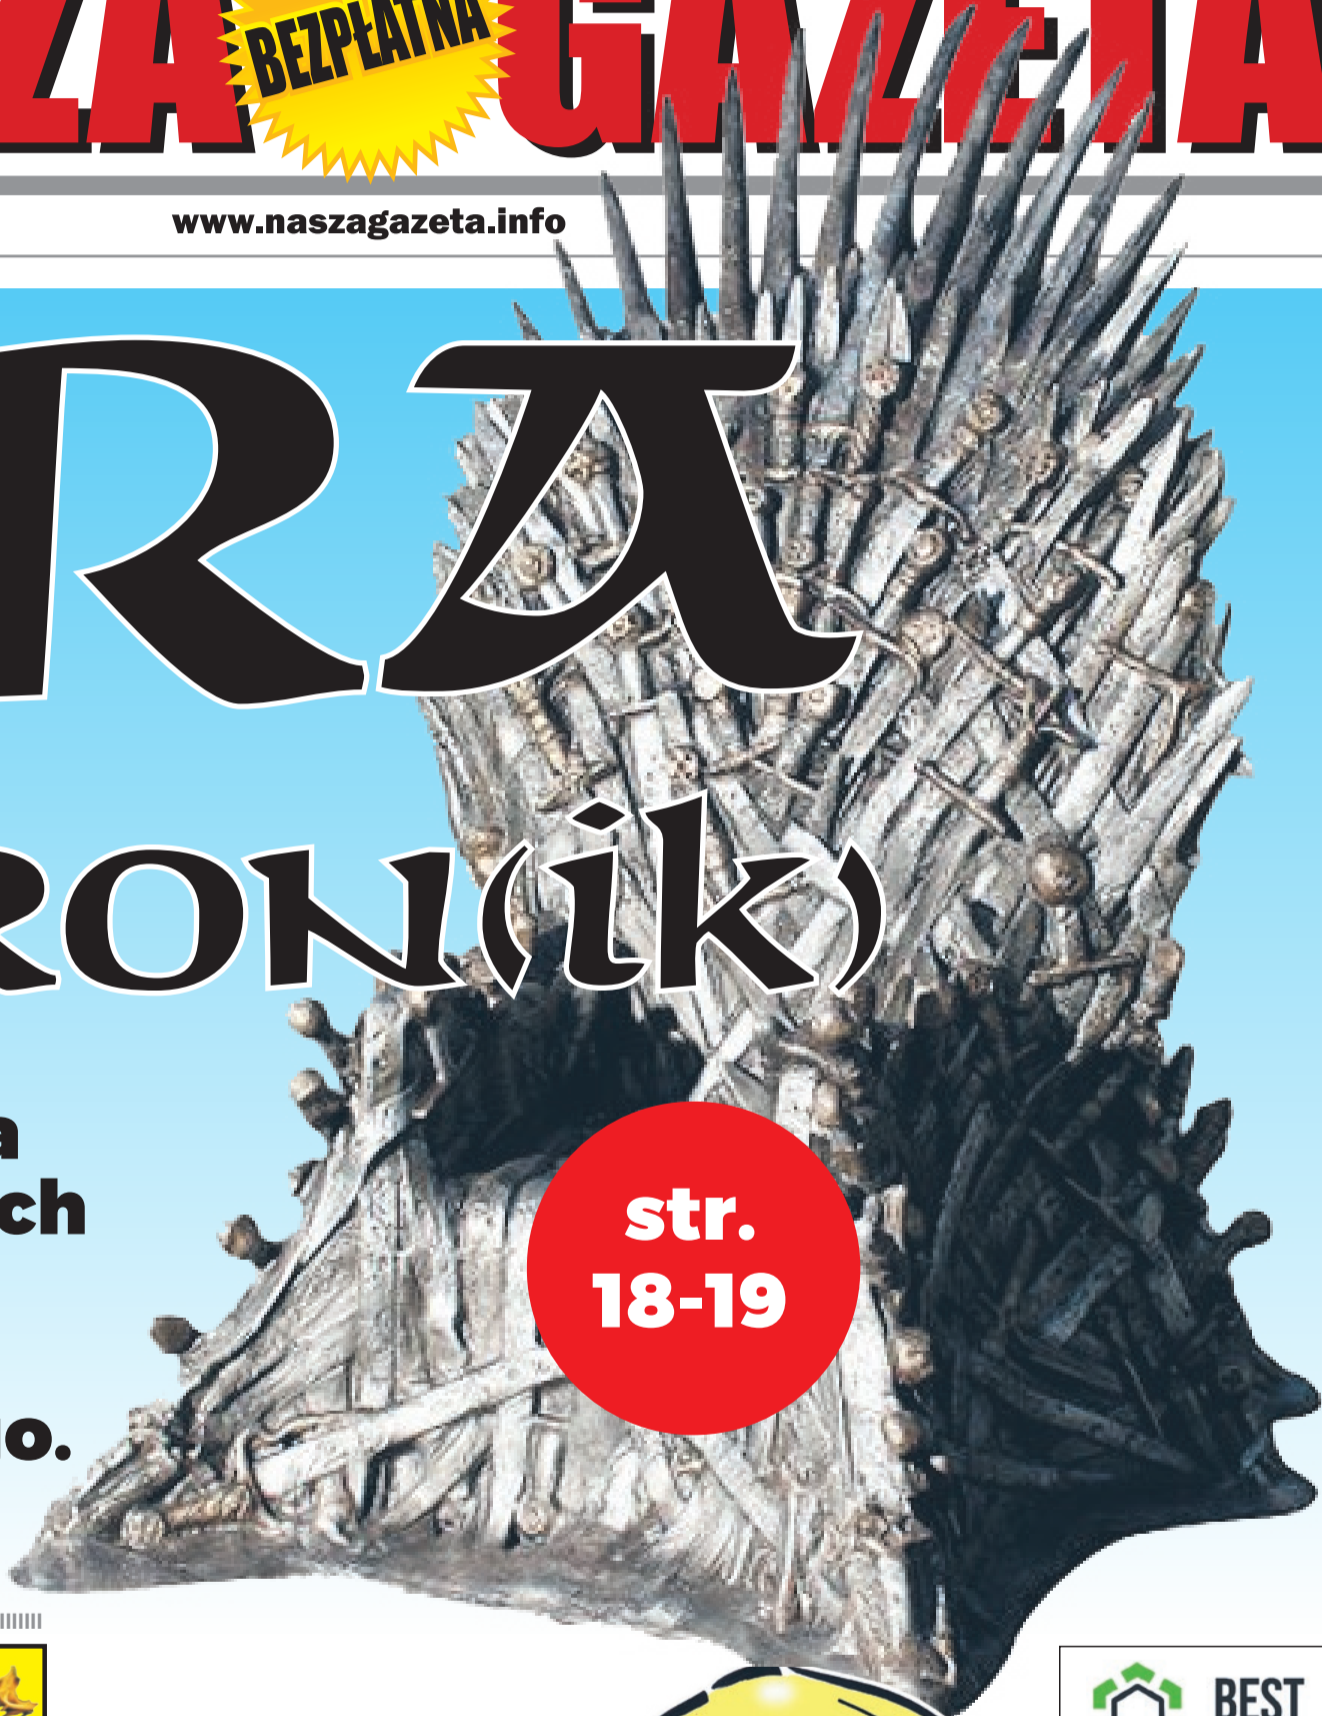 ZA GAZETA
BEZPŁATNA
www.naszagazeta.info
RA
RON(ik)
a
ch
str.
18-19
o.
BEST